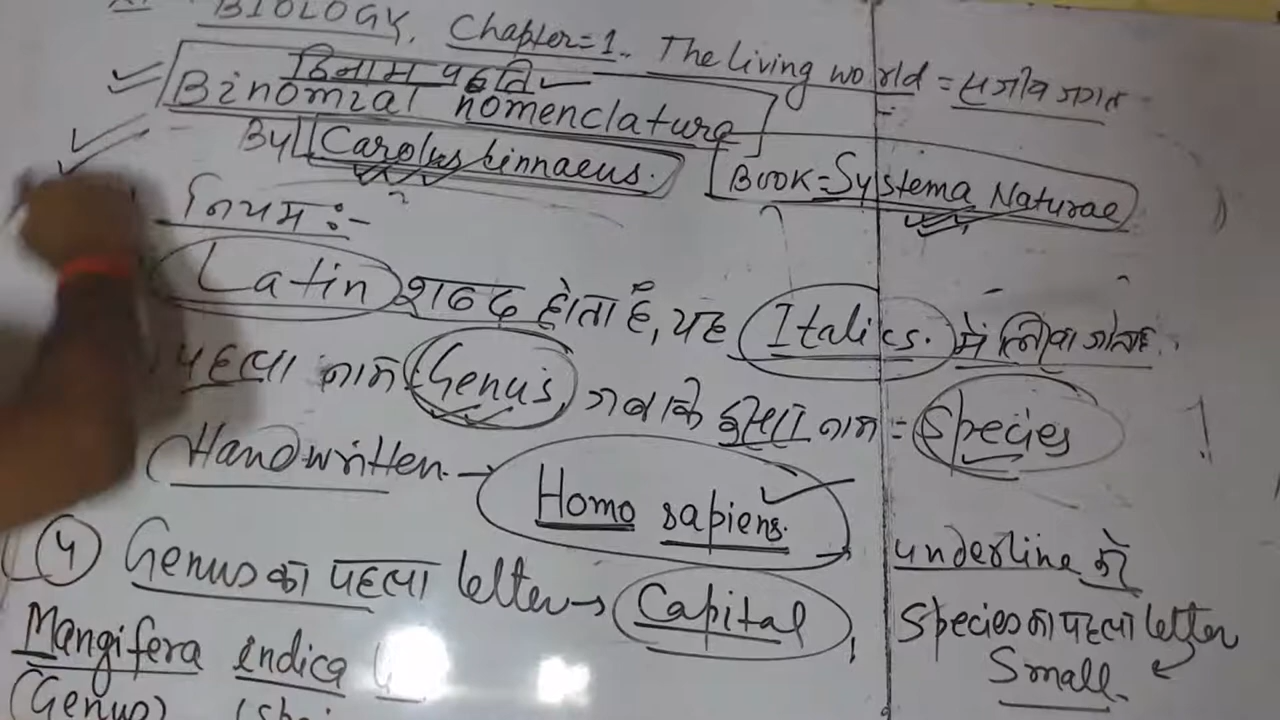 XI. BIOLOGY, Chapter=1. The living world = सजीव जगत
द्विनाम पद्धति
Binomial nomenclature
By Carolus Linnaeus. Book=Systema Naturae
नियम :-
Latin शब्द होता है, यह Italics. में लिखा जाता है.
पहला नाम Genus, जबकि दूसरा नाम = Species
Handwritten → Homo sapiens. underline को
4 Genus का पहला letter → Capital, Species का पहला letter
Small.
Mangifera indica
(Genus)